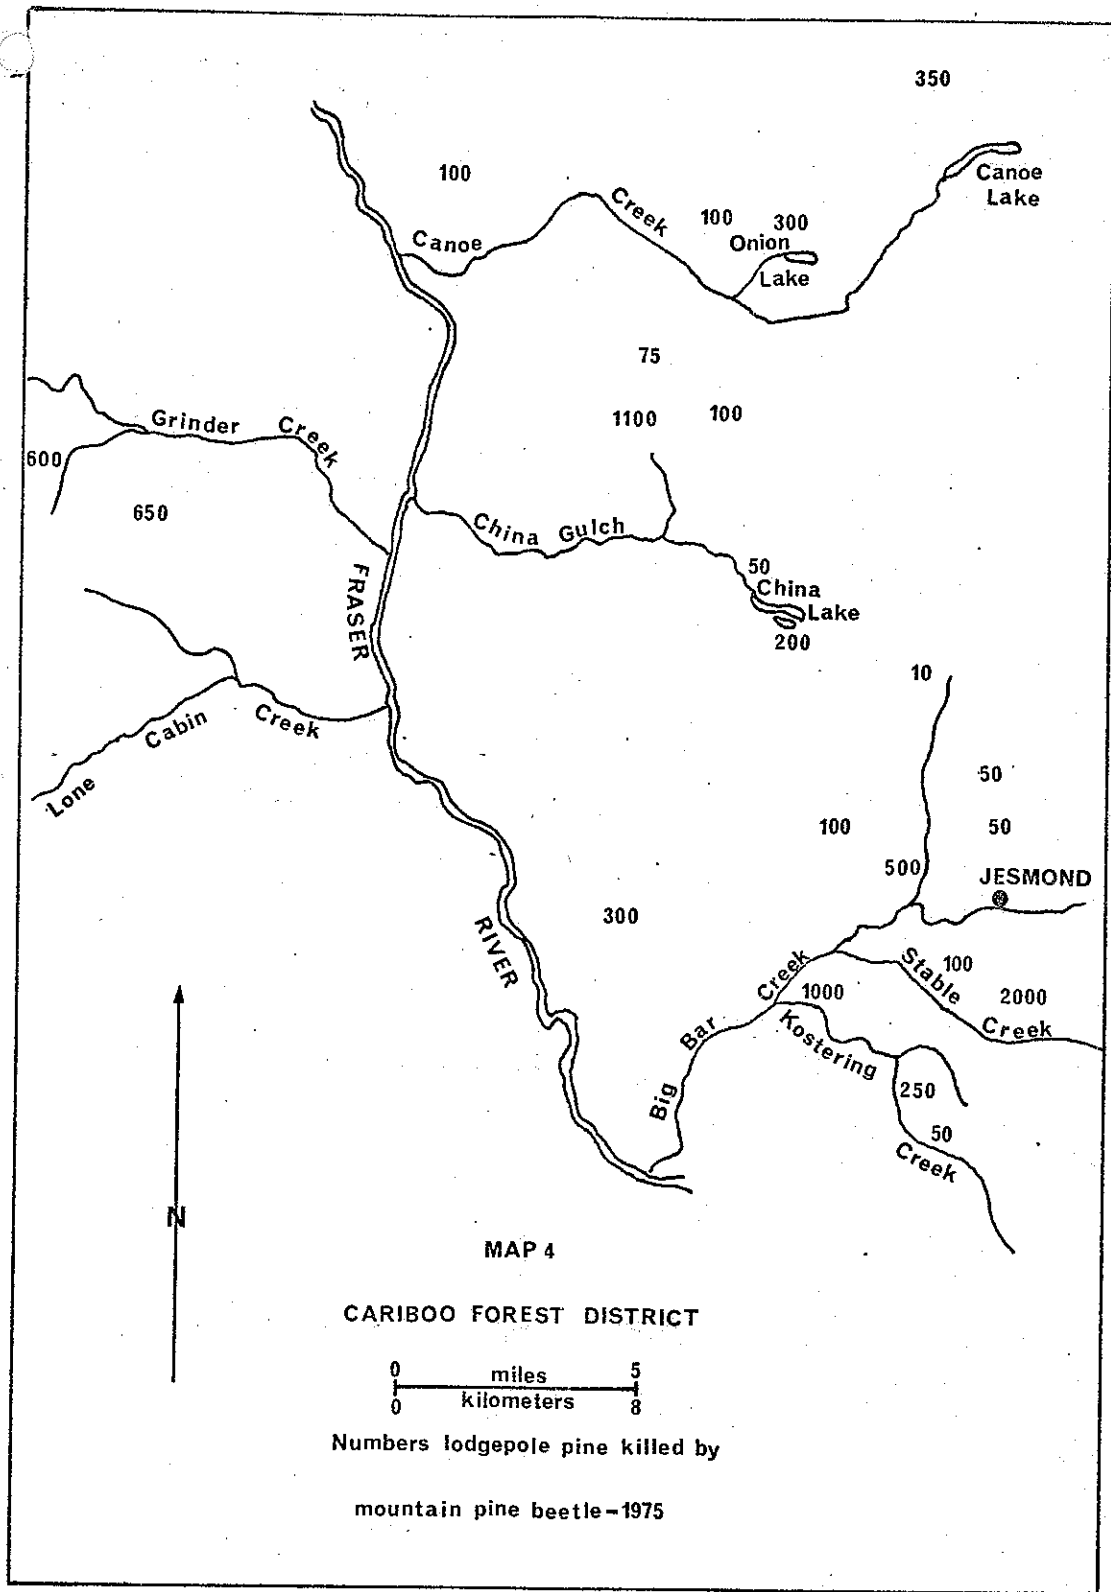 350
Canoe
Lake
100
Creek
100 300
Canoe
Onion
Lake
75
1100 100
Grinder Creek
600
650
China Gulch
50
China
Lake
200
FRASER
10
Cabin Creek
Lone
50
100
50
500
JESMOND
300
RIVER
Stable
100
Creek
1000
2000
Creek
Kostering
Big Bar
250
50
Creek
N
MAP 4
CARIBOO FOREST DISTRICT
0 miles 5
0 kilometers 8
Numbers lodgepole pine killed by
mountain pine beetle-1975